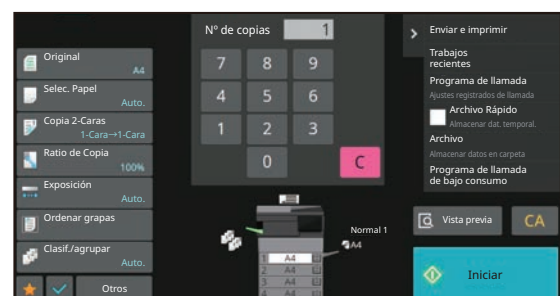 Original
A4
Selec. Papel
Auto.
Copia 2-Caras
1-Cara→1-Cara
Ratio de Copia
100%
Exposición
Auto.
Ordenar grapas
Clasif./agrupar
Auto.
Otros
Nº de copias 1
7 8 9
4 5 6
1 2 3
0 C
Normal 1
A4
1 A4
2 A4
3 A4
4 A4
Enviar e imprimir
Trabajos
recientes
Programa de llamada
Ajustes registrados de llamada
Archivo Rápido
Almacenar dat. temporal.
Archivo
Almacenar datos en carpeta
Programa de llamada
de bajo consumo
Vista previa
CA
Iniciar